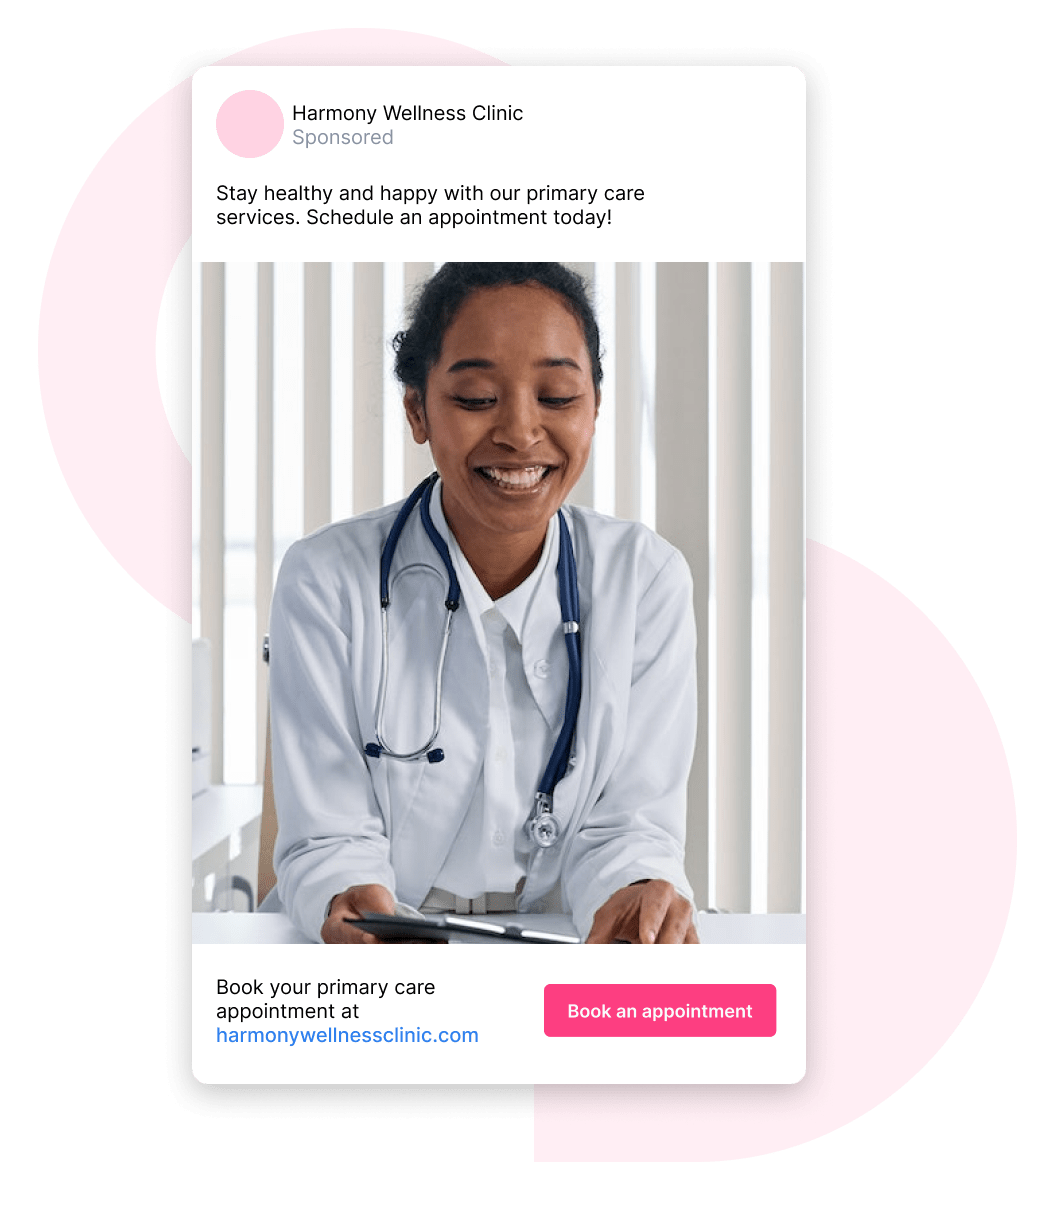 Harmony Wellness Clinic
Sponsored
Stay healthy and happy with our primary care
services. Schedule an appointment today!
Book your primary care
appointment at
harmonywellnessclinic.com
Book an appointment